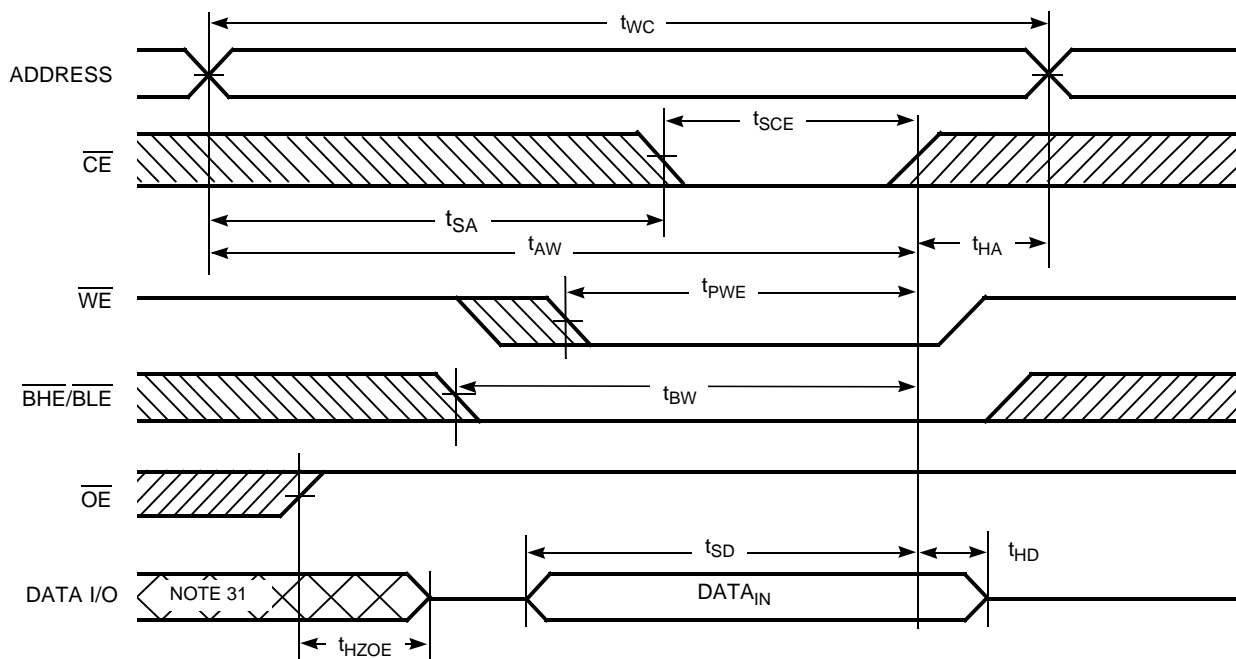 tWC
ADDRESS
tSCE
CE
tSA
tAW
tHA
WE
tPWE
BHE/BLE
tBW
OE
tSD
tHD
DATA I/O
NOTE 31
DATAIN
tHZOE